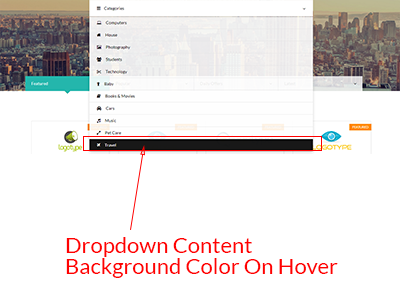 Categories
Computers
House
Photography
Students
Technology
Baby
Books & Movies
Cars
Music
Pet Care
Travel
Featured
FEATURED
logotype
LOGOTYPE
Dropdown Content
Background Color On Hover